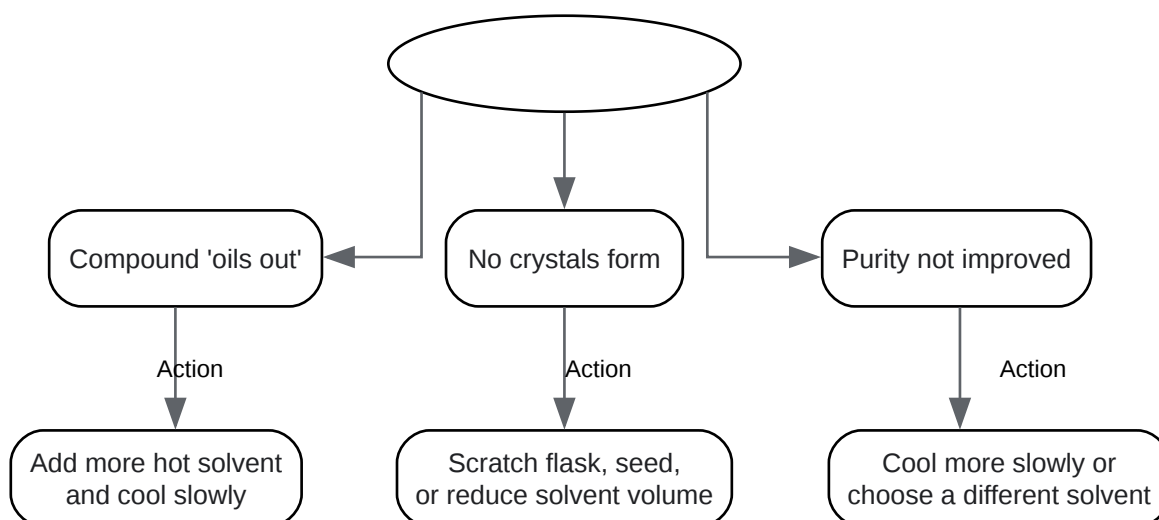 Compound 'oils out'
No crystals form
Purity not improved
Action
Action
Action
Add more hot solvent
and cool slowly
Scratch flask, seed,
or reduce solvent volume
Cool more slowly or
choose a different solvent